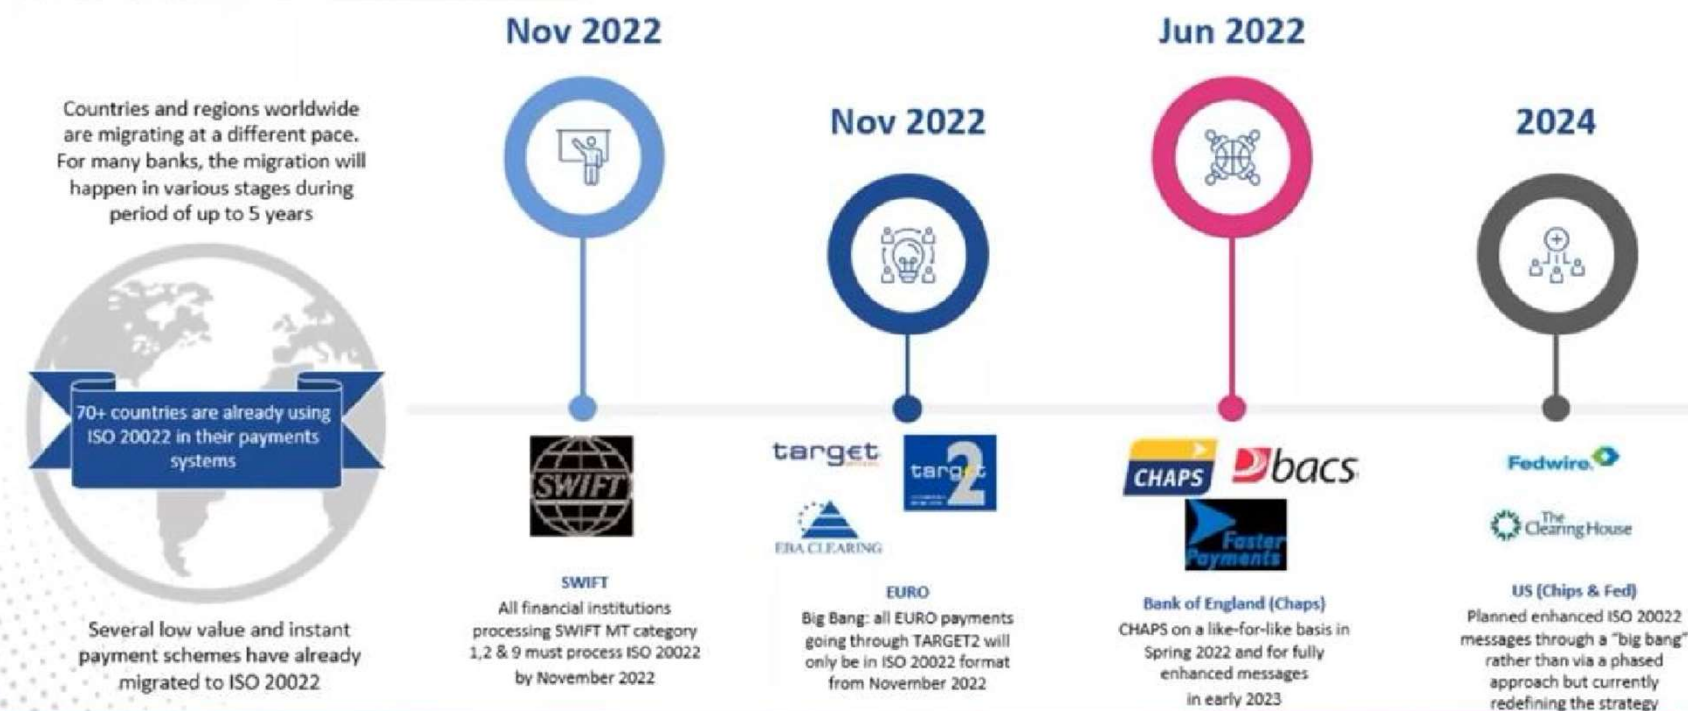 Countries and regions worldwide
are migrating at a different pace.
For many banks, the migration will
happen in various stages during
period of up to 5 years
70+ countries are already using
ISO 20022 in their payments
systems
Several low value and instant
payment schemes have already
migrated to ISO 20022
Nov 2022
SWIFT
SWIFT
All financial institutions
processing SWIFT MT category
1,2 & 9 must process ISO 20022
by November 2022
Nov 2022
target
target
2
EBA CLEARING
EURO
Big Bang: all EURO payments
going through TARGET2 will
only be in ISO 20022 format
from November 2022
Jun 2022
CHAPS
bacs
Faster
Payments
Bank of England (Chaps)
CHAPS on a like-for-like basis in
Spring 2022 and for fully
enhanced messages
in early 2023
2024
Fedwire
The
Clearing House
US (Chips & Fed)
Planned enhanced ISO 20022
messages through a "big bang"
rather than via a phased
approach but currently
redefining the strategy